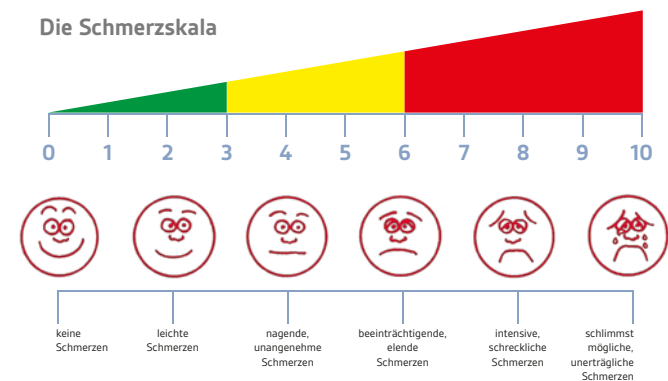 Die Schmerzskala
0 1 2 3 4 5 6 7 8 9 10
keine
Schmerzen
leichte
Schmerzen
nagende,
unangenehme
Schmerzen
beeinträchtigende,
elende
Schmerzen
intensive,
schreckliche
Schmerzen
schlimmst
mögliche,
unerträgliche
Schmerzen